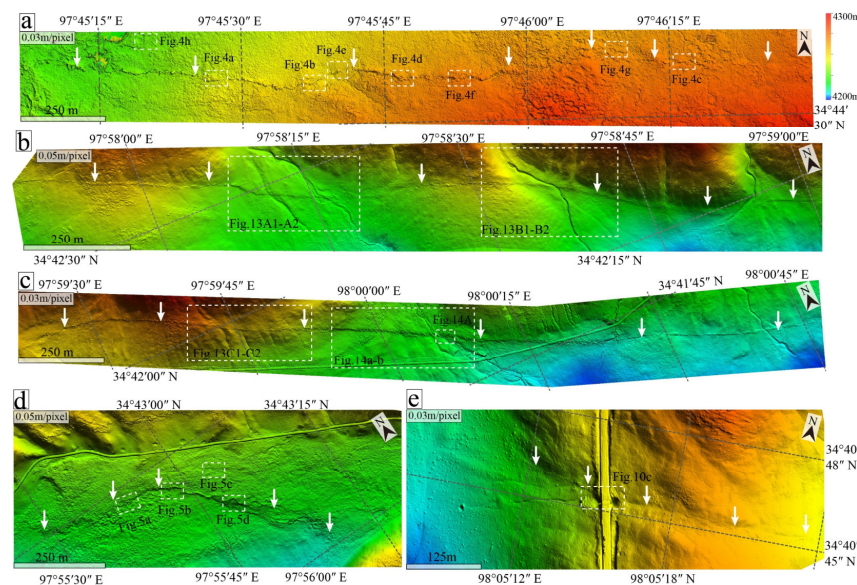 a
97°45′15″ E
97°45′30″ E
97°45′45″ E
97°46′00″ E
97°46′15″ E
0.03m/pixel
Fig.4h
Fig.4a
Fig.4b
Fig.4e
Fig.4d
Fig.4f
Fig.4g
Fig.4c
N
4300m
4200m
250 m
34°44′
30″ N
b
97°58′00″ E
97°58′15″ E
97°58′30″ E
97°58′45″ E
97°59′00″ E
0.05m/pixel
N
Fig.13A1-A2
Fig.13B1-B2
250 m
34°42′30″ N
34°42′15″ N
c
97°59′30″ E
97°59′45″ E
98°00′00″ E
98°00′15″ E
34°41′45″ N
98°00′45″ E
0.03m/pixel
N
Fig.13C1-C2
Fig.14A
Fig.14a-b
250 m
34°42′00″ N
d
34°43′00″ N
34°43′15″ N
0.05m/pixel
N
Fig.5a
Fig.5b
Fig.5c
Fig.5d
250 m
97°55′30″ E
97°55′45″ E
97°56′00″ E
e
0.03m/pixel
N
Fig.10c
34°40′
48″ N
34°40′
45″ N
125m
98°05′12″ E
98°05′18″ E